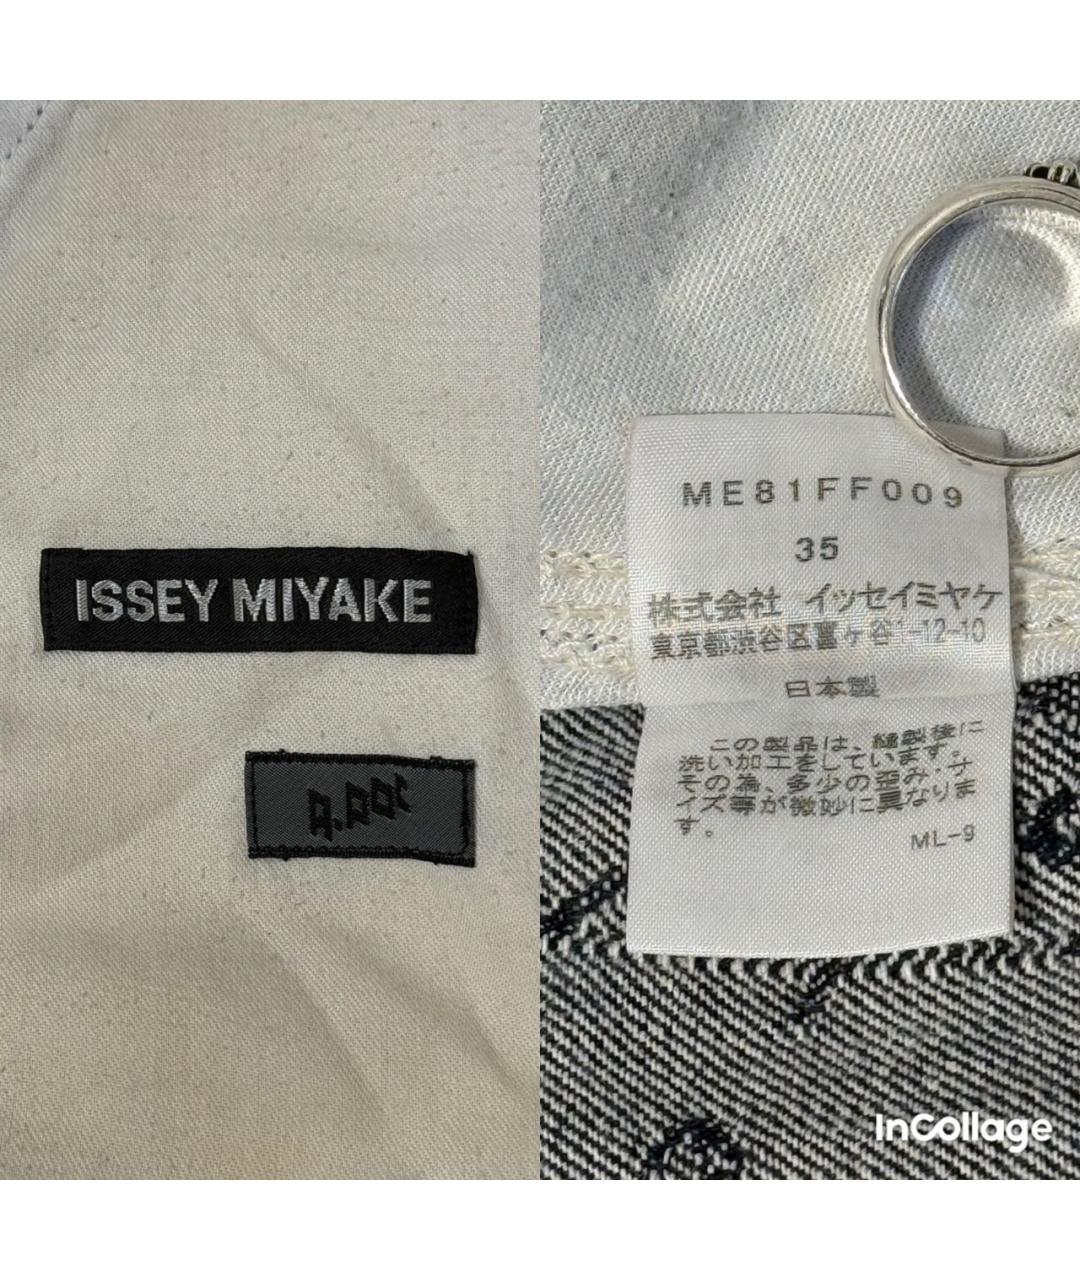 ISSEY MIYAKE
A.POC
ME81FF009
35
株式会社 イッセイミヤケ
東京都渋谷区富ヶ谷1-12-10
日本製
この製品は、縫製後に
洗い加工をしています。
その為、多少の歪み・サ
イズ等が微妙に異なりま
す。
ML-9
InCollage